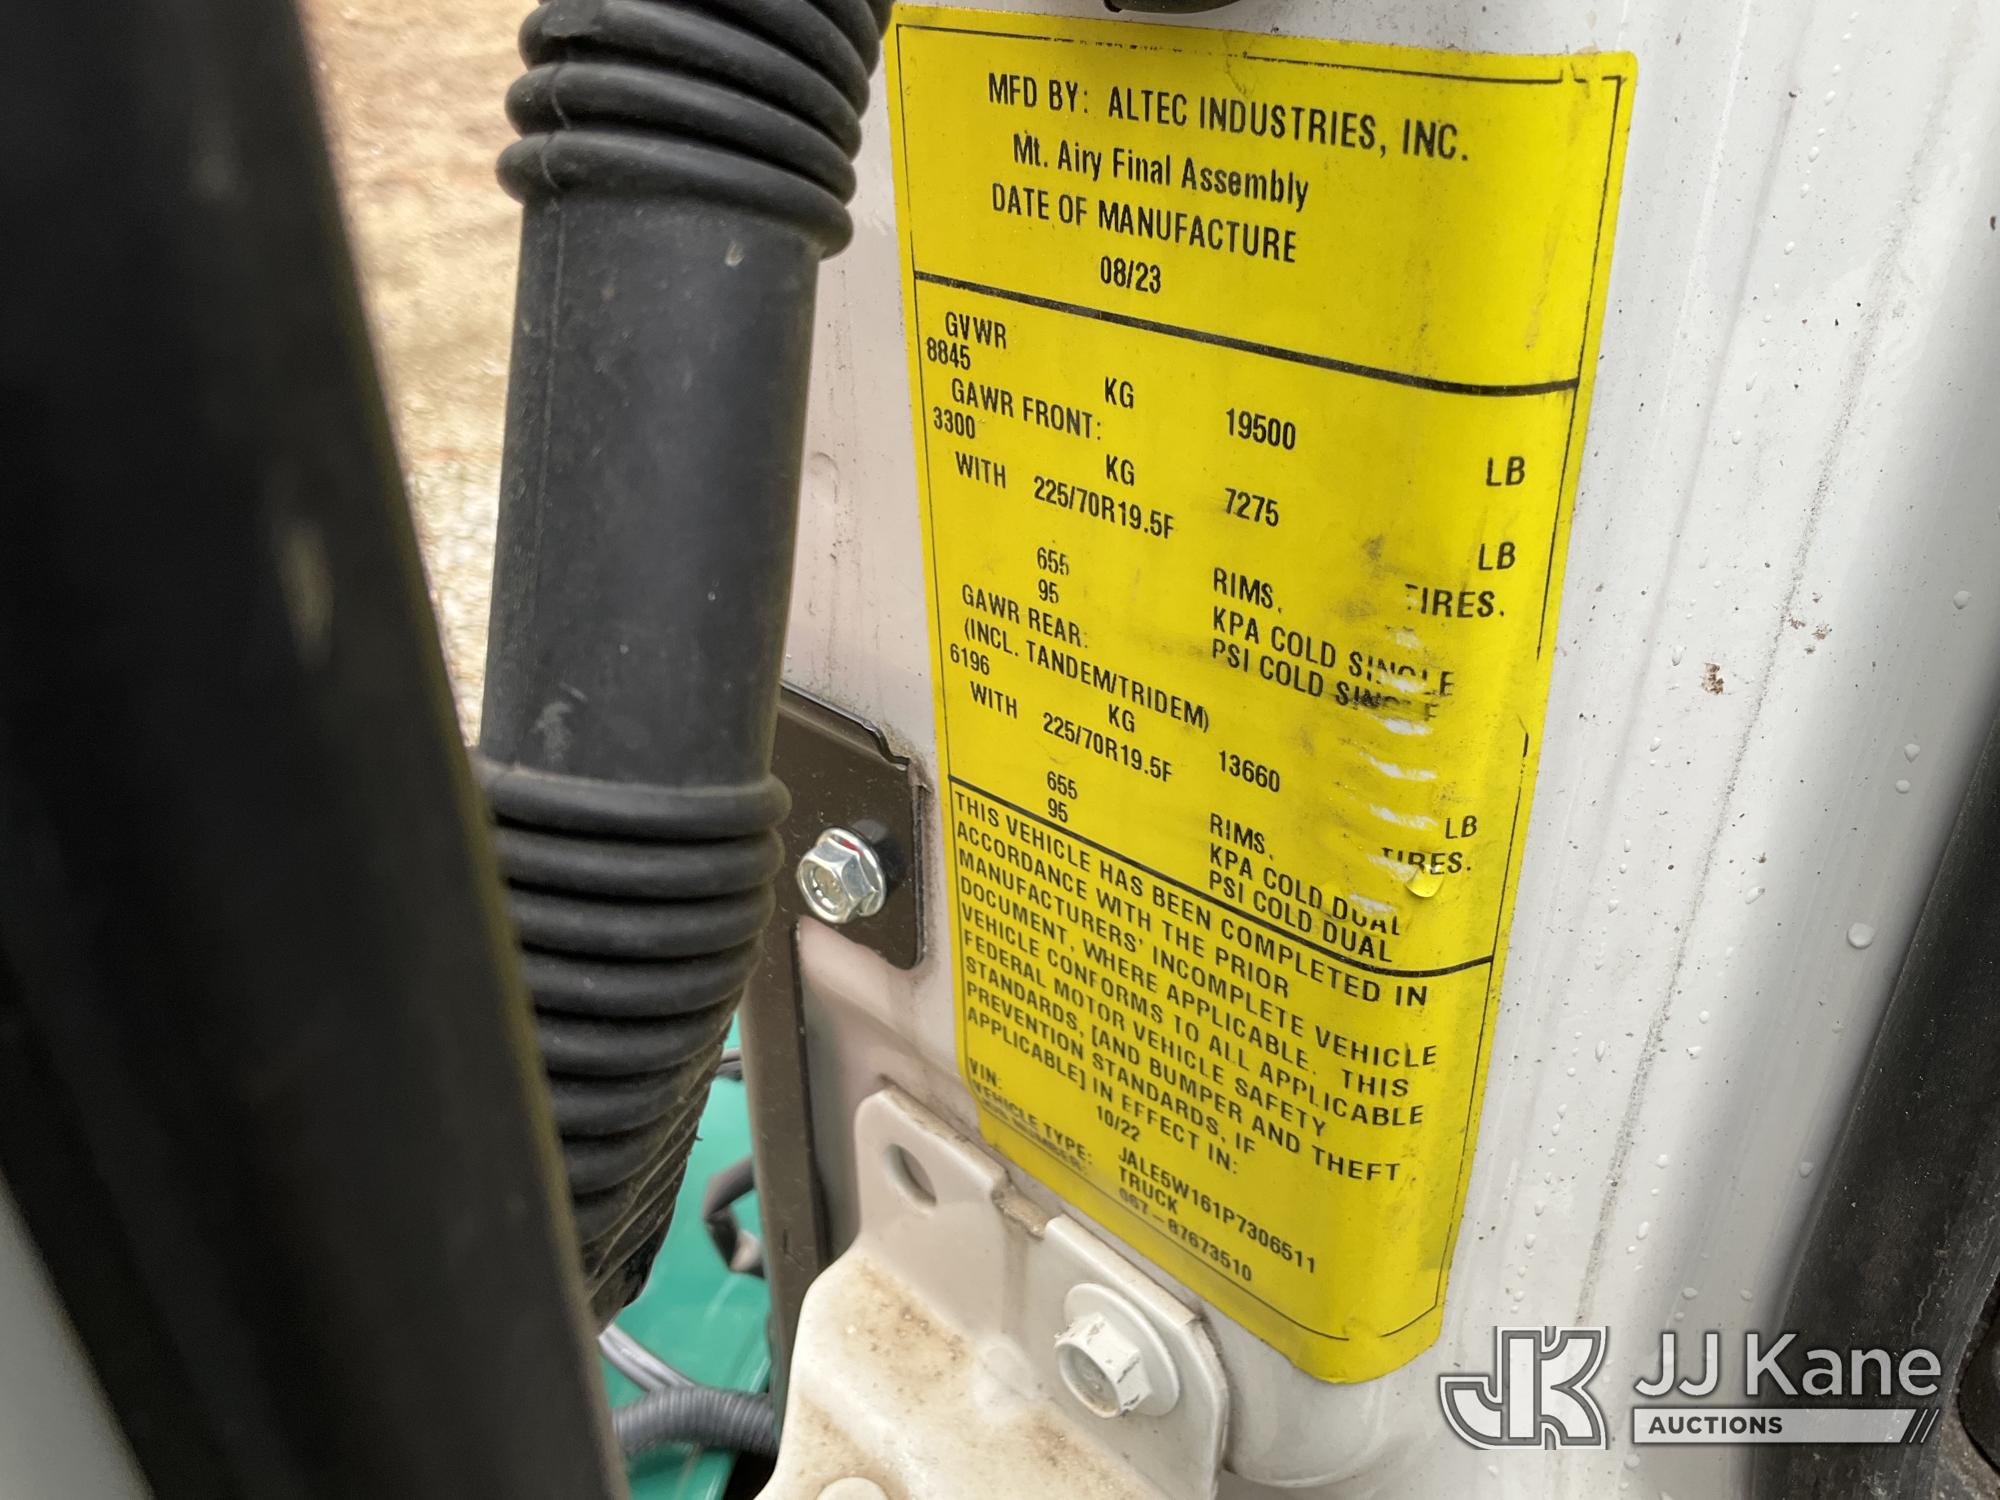 MFD BY: ALTEC INDUSTRIES, INC.
Mt. Airy Final Assembly
DATE OF MANUFACTURE
08/23
GVWR
8845 KG 19500 LB
GAWR FRONT:
3300 KG 7275 LB
WITH 225/70R19.5F TIRES.
RIMS.
655 KPA COLD SINGLE
95 PSI COLD SINGLE
GAWR REAR:
(INCL. TANDEM/TRIDEM)
6196 KG 13660 LB
WITH 225/70R19.5F TIRES.
RIMS.
655 KPA COLD DUAL
95 PSI COLD DUAL
THIS VEHICLE HAS BEEN COMPLETED IN
ACCORDANCE WITH THE PRIOR
MANUFACTURERS' INCOMPLETE VEHICLE
DOCUMENT, WHERE APPLICABLE. THIS
VEHICLE CONFORMS TO ALL APPLICABLE
FEDERAL MOTOR VEHICLE SAFETY
STANDARDS, [AND BUMPER AND THEFT
PREVENTION STANDARDS, IF
APPLICABLE] IN EFFECT IN:
10/22
VIN: JALE5W161P7306511
VEHICLE TYPE: TRUCK
067-87673510
JJ Kane
AUCTIONS